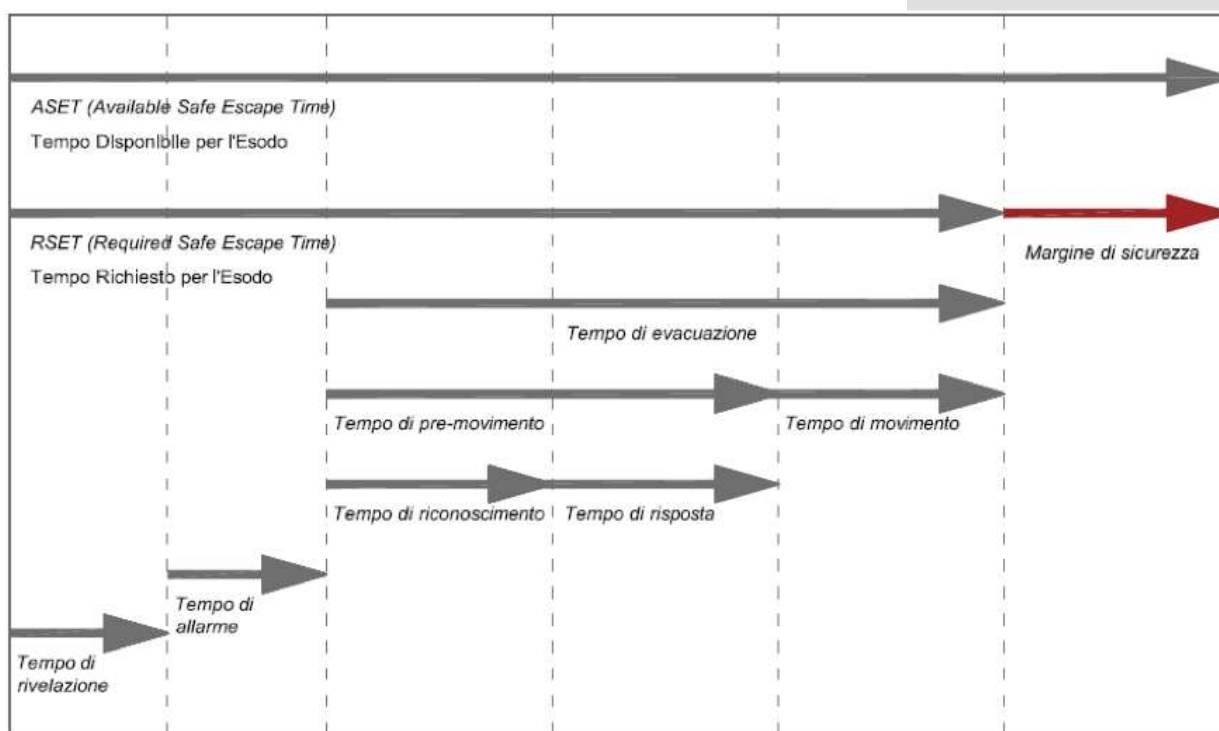 ASET (Available Safe Escape Time)
Tempo Disponibile per l'Esodo
RSET (Required Safe Escape Time)
Tempo Richiesto per l'Esodo
Margine di sicurezza
Tempo di evacuazione
Tempo di pre-movimento
Tempo di movimento
Tempo di riconoscimento
Tempo di risposta
Tempo di
allarme
Tempo di
rivelazione